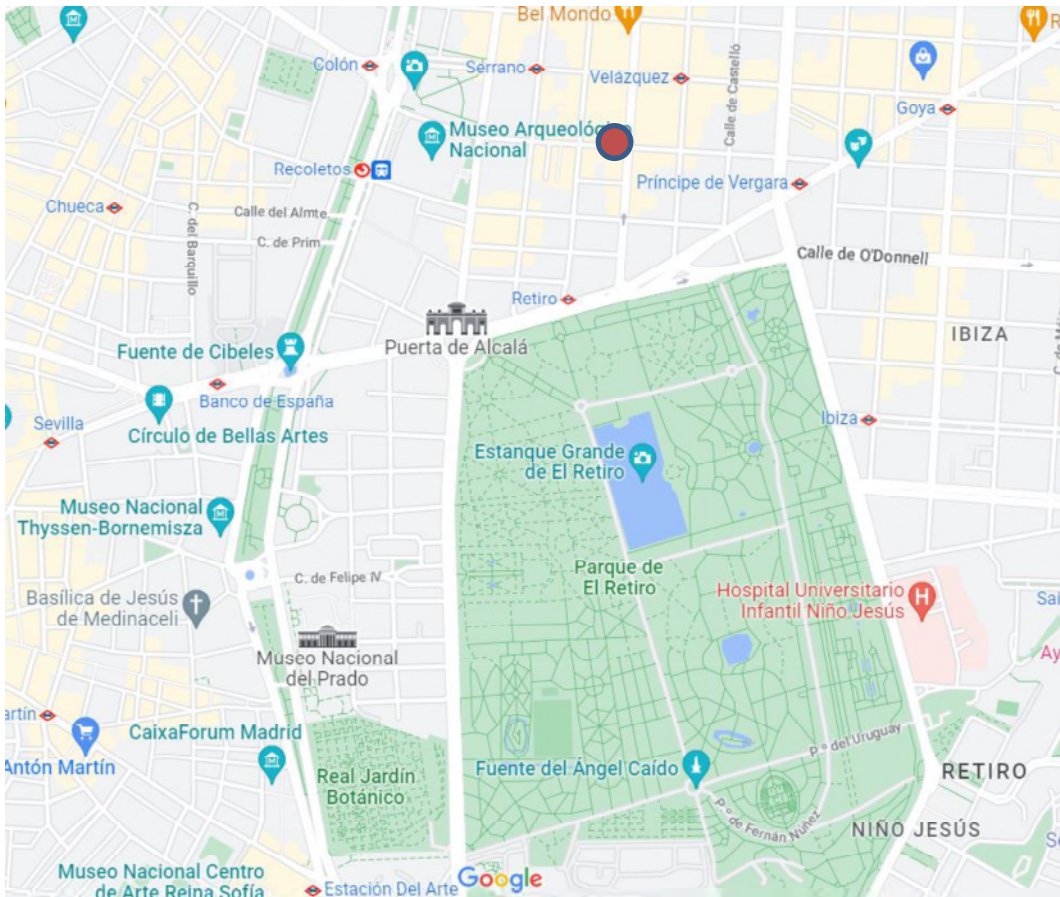 Bel Mondo
Colón
Serrano
Velázquez
Calle de Castelló
Goya
Museo Arqueológico
Nacional
Recoletos
Príncipe de Vergara
Chueca
C. del Barquillo
Calle del Almte
C. de Prim
Calle de O'Donnell
Retiro
IBIZA
Puerta de Alcalá
Fuente de Cibeles
Banco de España
Sevilla
Círculo de Bellas Artes
Ibiza
Estanque Grande
de El Retiro
Museo Nacional
Thyssen-Bornemisza
C. de Felipe IV
Parque de
El Retiro
Hospital Universitario
Infantil Niño Jesús
H
Basílica de Jesús
de Medinaceli
Sai
Ay
Museo Nacional
del Prado
artín
CaixaForum Madrid
Antón Martín
Real Jardín
Botánico
Fuente del Ángel Caído
P.º del Uruguay
RETIRO
P.º de Fernán Núñez
NIÑO JESÚS
Museo Nacional Centro
de Arte Reina Sofía
Estación Del Arte
Google